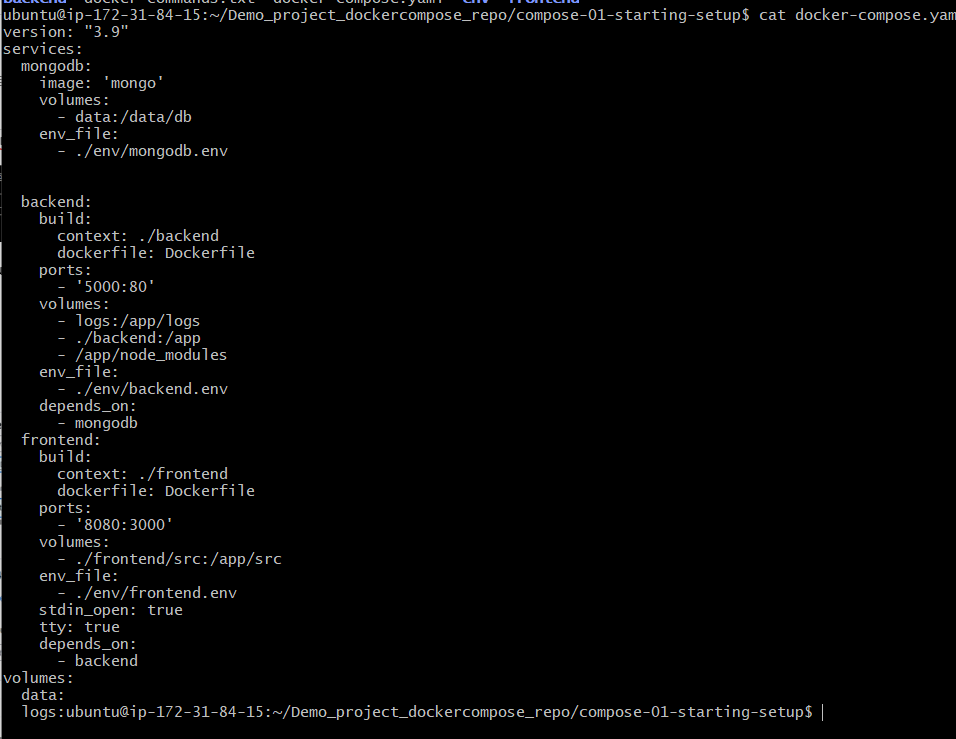 ubuntu@ip-172-31-84-15:~/Demo_project_dockercompose_repo/compose-01-starting-setup$ cat docker-compose.yam
version: "3.9"
services:
  mongodb:
    image: 'mongo'
    volumes:
      - data:/data/db
    env_file:
      - ./env/mongodb.env
  backend:
    build:
      context: ./backend
      dockerfile: Dockerfile
    ports:
      - '5000:80'
    volumes:
      - logs:/app/logs
      - ./backend:/app
      - /app/node_modules
    env_file:
      - ./env/backend.env
    depends_on:
      - mongodb
  frontend:
    build:
      context: ./frontend
      dockerfile: Dockerfile
    ports:
      - '8080:3000'
    volumes:
      - ./frontend/src:/app/src
    env_file:
      - ./env/frontend.env
    stdin_open: true
    tty: true
    depends_on:
      - backend
volumes:
  data:
  logs:ubuntu@ip-172-31-84-15:~/Demo_project_dockercompose_repo/compose-01-starting-setup$